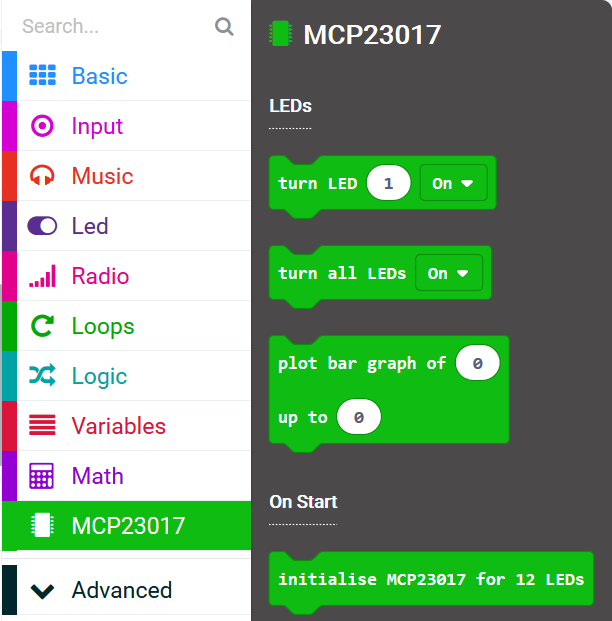 Search...
Basic
Input
Music
Led
Radio
Loops
Logic
Variables
Math
MCP23017
Advanced
MCP23017
LEDs
turn LED 1 On
turn all LEDs On
plot bar graph of 0
up to 0
On Start
initialise MCP23017 for 12 LEDs